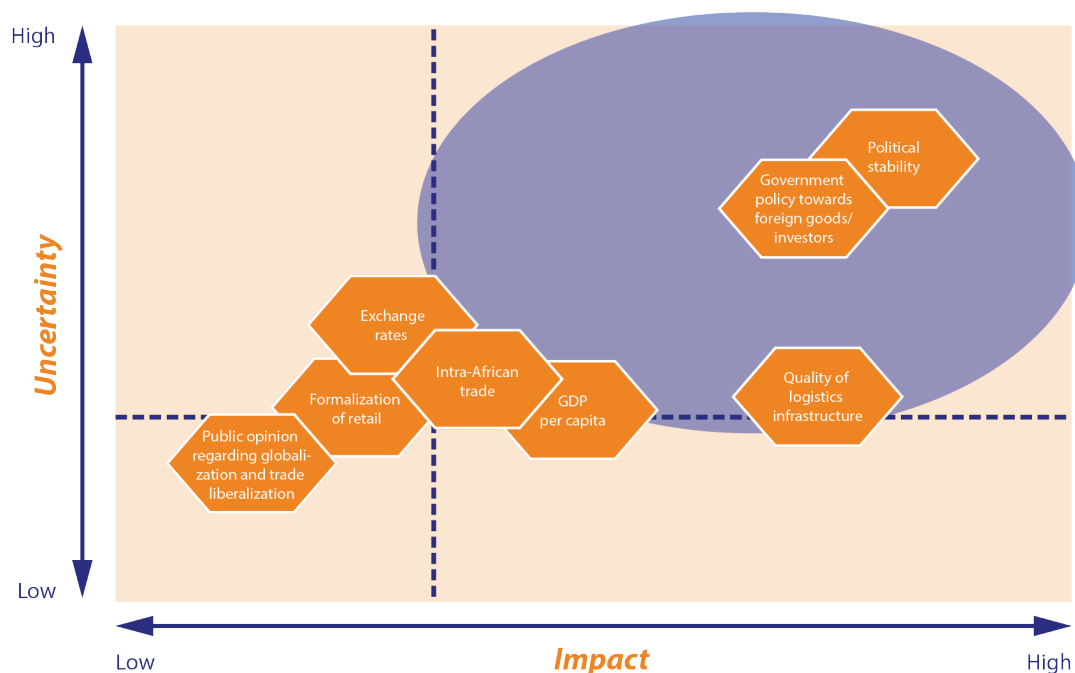 High
Political
stability
Government
policy towards
foreign goods/
investors
Uncertainty
Exchange
rates
Intra-African
trade
Quality of
logistics
infrastructure
Formalization
of retail
GDP
per capita
Public opinion
regarding globali-
zation and trade
liberalization
Low
Low
Impact
High